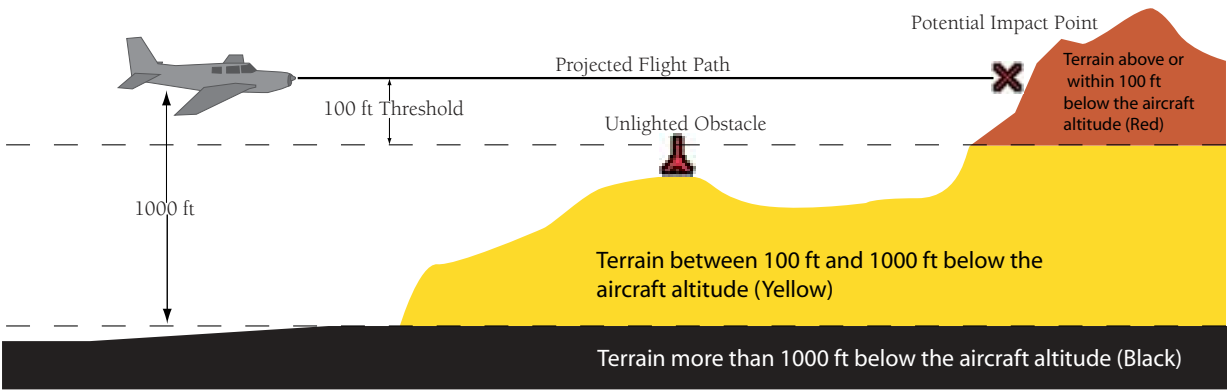 Potential Impact Point
Projected Flight Path
Terrain above or
within 100 ft
below the aircraft
altitude (Red)
100 ft Threshold
Unlighted Obstacle
1000 ft
Terrain between 100 ft and 1000 ft below the
aircraft altitude (Yellow)
Terrain more than 1000 ft below the aircraft altitude (Black)